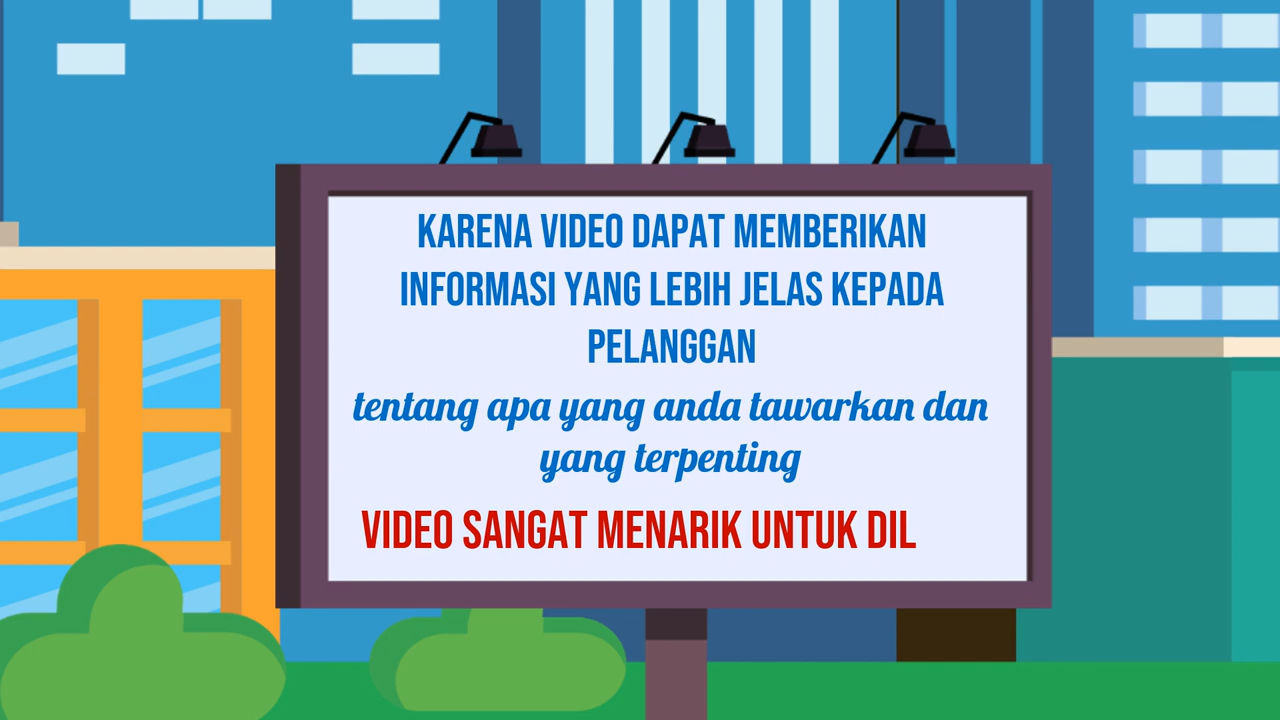 KARENA VIDEO DAPAT MEMBERIKAN
INFORMASI YANG LEBIH JELAS KEPADA
PELANGGAN
tentang apa yang anda tawarkan dan
yang terpenting
VIDEO SANGAT MENARIK UNTUK DIL